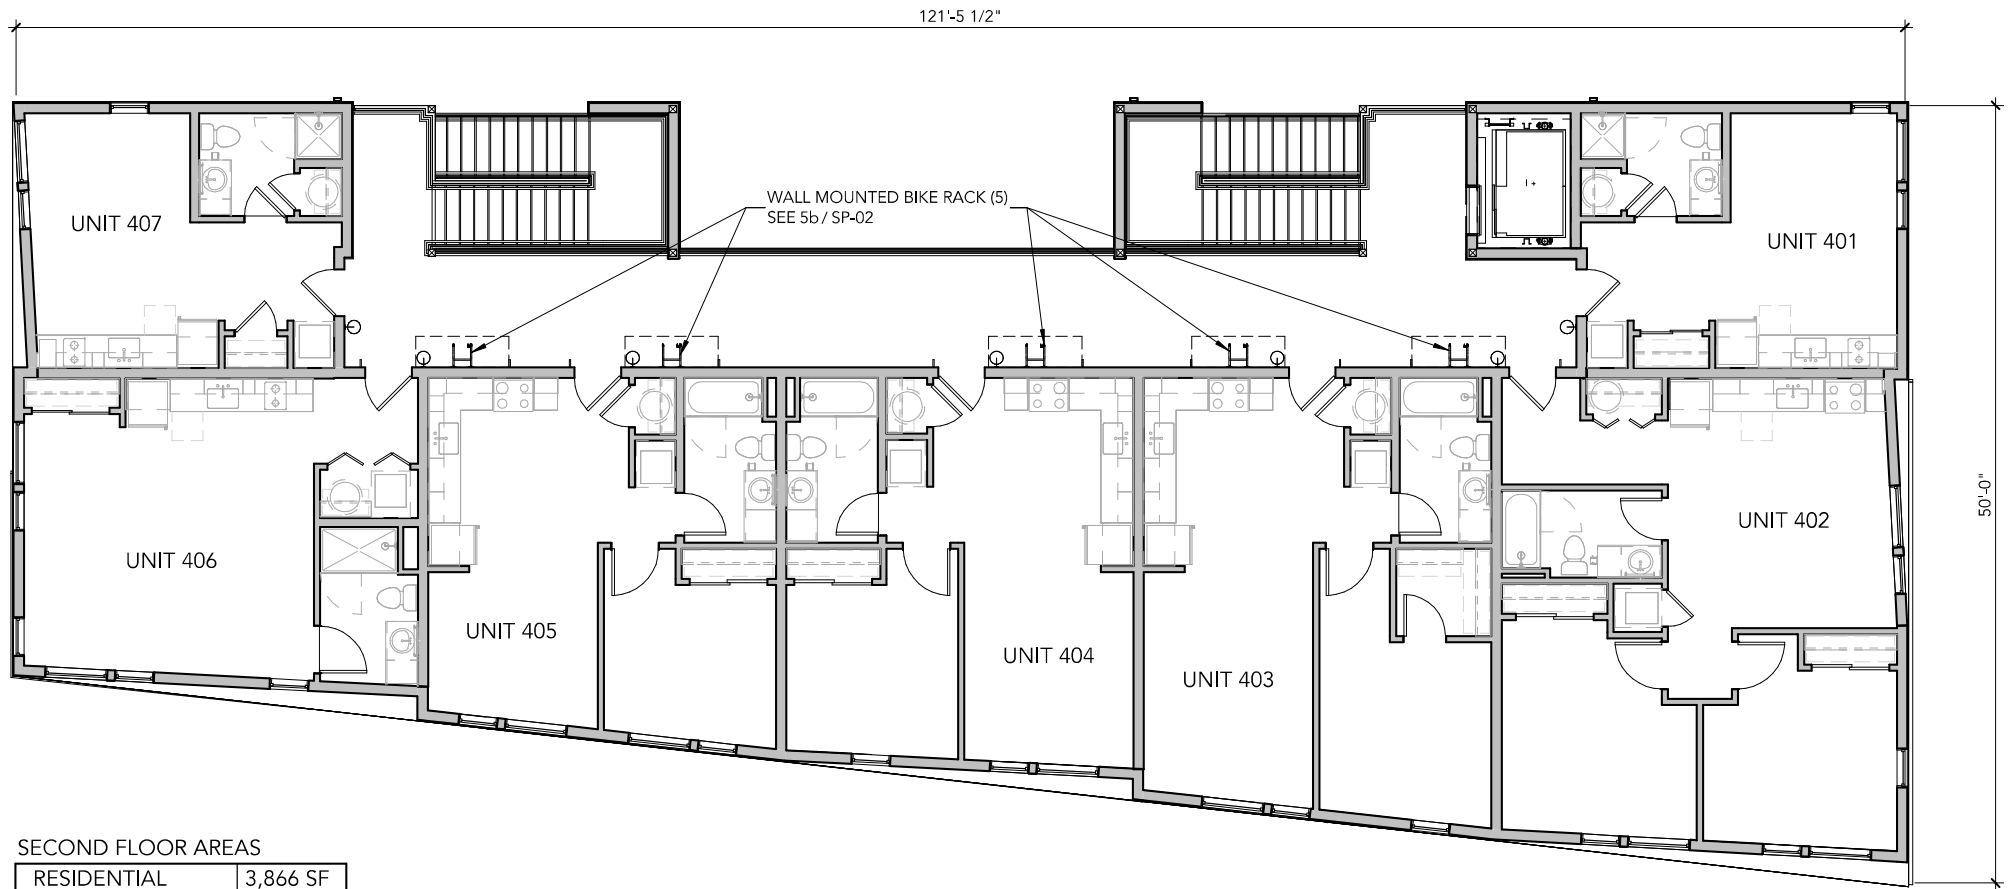 121'-5 1/2"
WALL MOUNTED BIKE RACK (5)
SEE 5b / SP-02
UNIT 407
UNIT 401
50'-0"
UNIT 402
UNIT 406
UNIT 405
UNIT 404
UNIT 403
SECOND FLOOR AREAS
RESIDENTIAL 3,866 SF